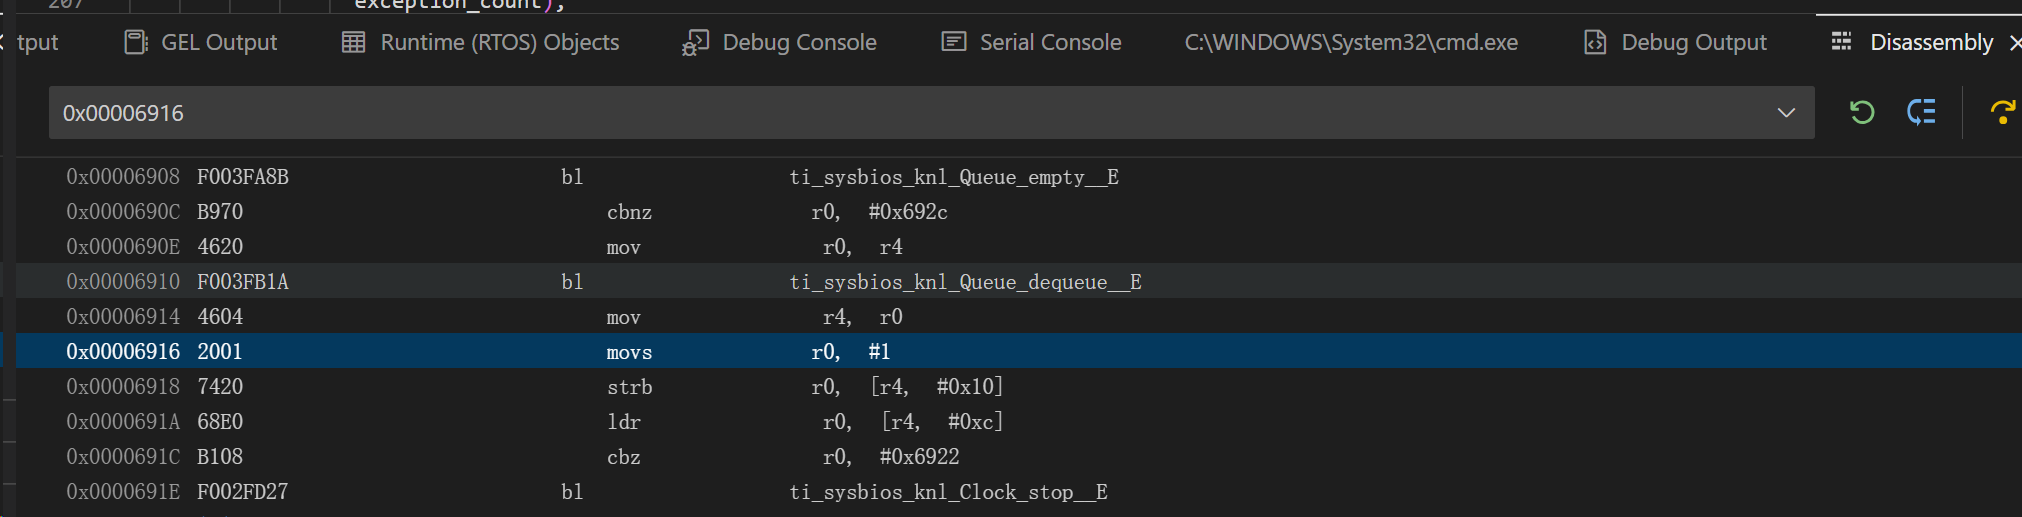 207 exception_count),
tput GEL Output Runtime (RTOS) Objects Debug Console Serial Console C:\WINDOWS\System32\cmd.exe Debug Output Disassembly
0x00006916
0x00006908 F003FA8B bl ti_sysbios_knl_Queue_empty__E
0x0000690C B970 cbnz r0, #0x692c
0x0000690E 4620 mov r0, r4
0x00006910 F003FB1A bl ti_sysbios_knl_Queue_dequeue__E
0x00006914 4604 mov r4, r0
0x00006916 2001 movs r0, #1
0x00006918 7420 strb r0, [r4, #0x10]
0x0000691A 68E0 ldr r0, [r4, #0xc]
0x0000691C B108 cbz r0, #0x6922
0x0000691E F002FD27 bl ti_sysbios_knl_Clock_stop__E